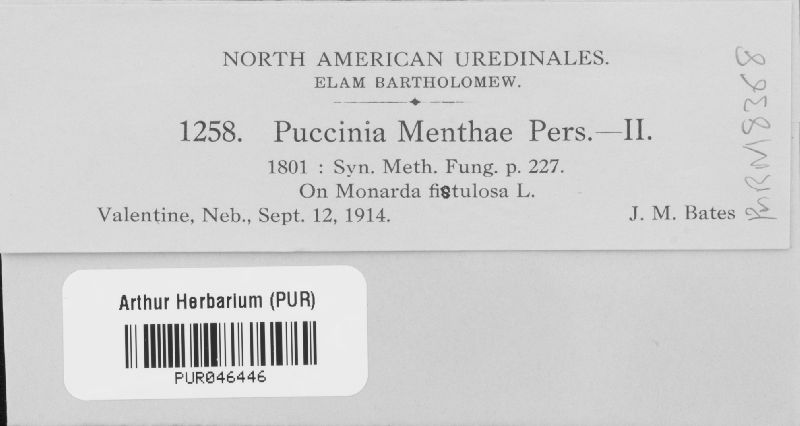 NORTH AMERICAN UREDINALES.
ELAM BARTHOLOMEW.
1258. Puccinia Menthae Pers.—II.
1801 : Syn. Meth. Fung. p. 227.
On Monarda fistulosa L.
Valentine, Neb., Sept. 12, 1914. J. M. Bates
PURM8368
Arthur Herbarium (PUR)
PUR046446